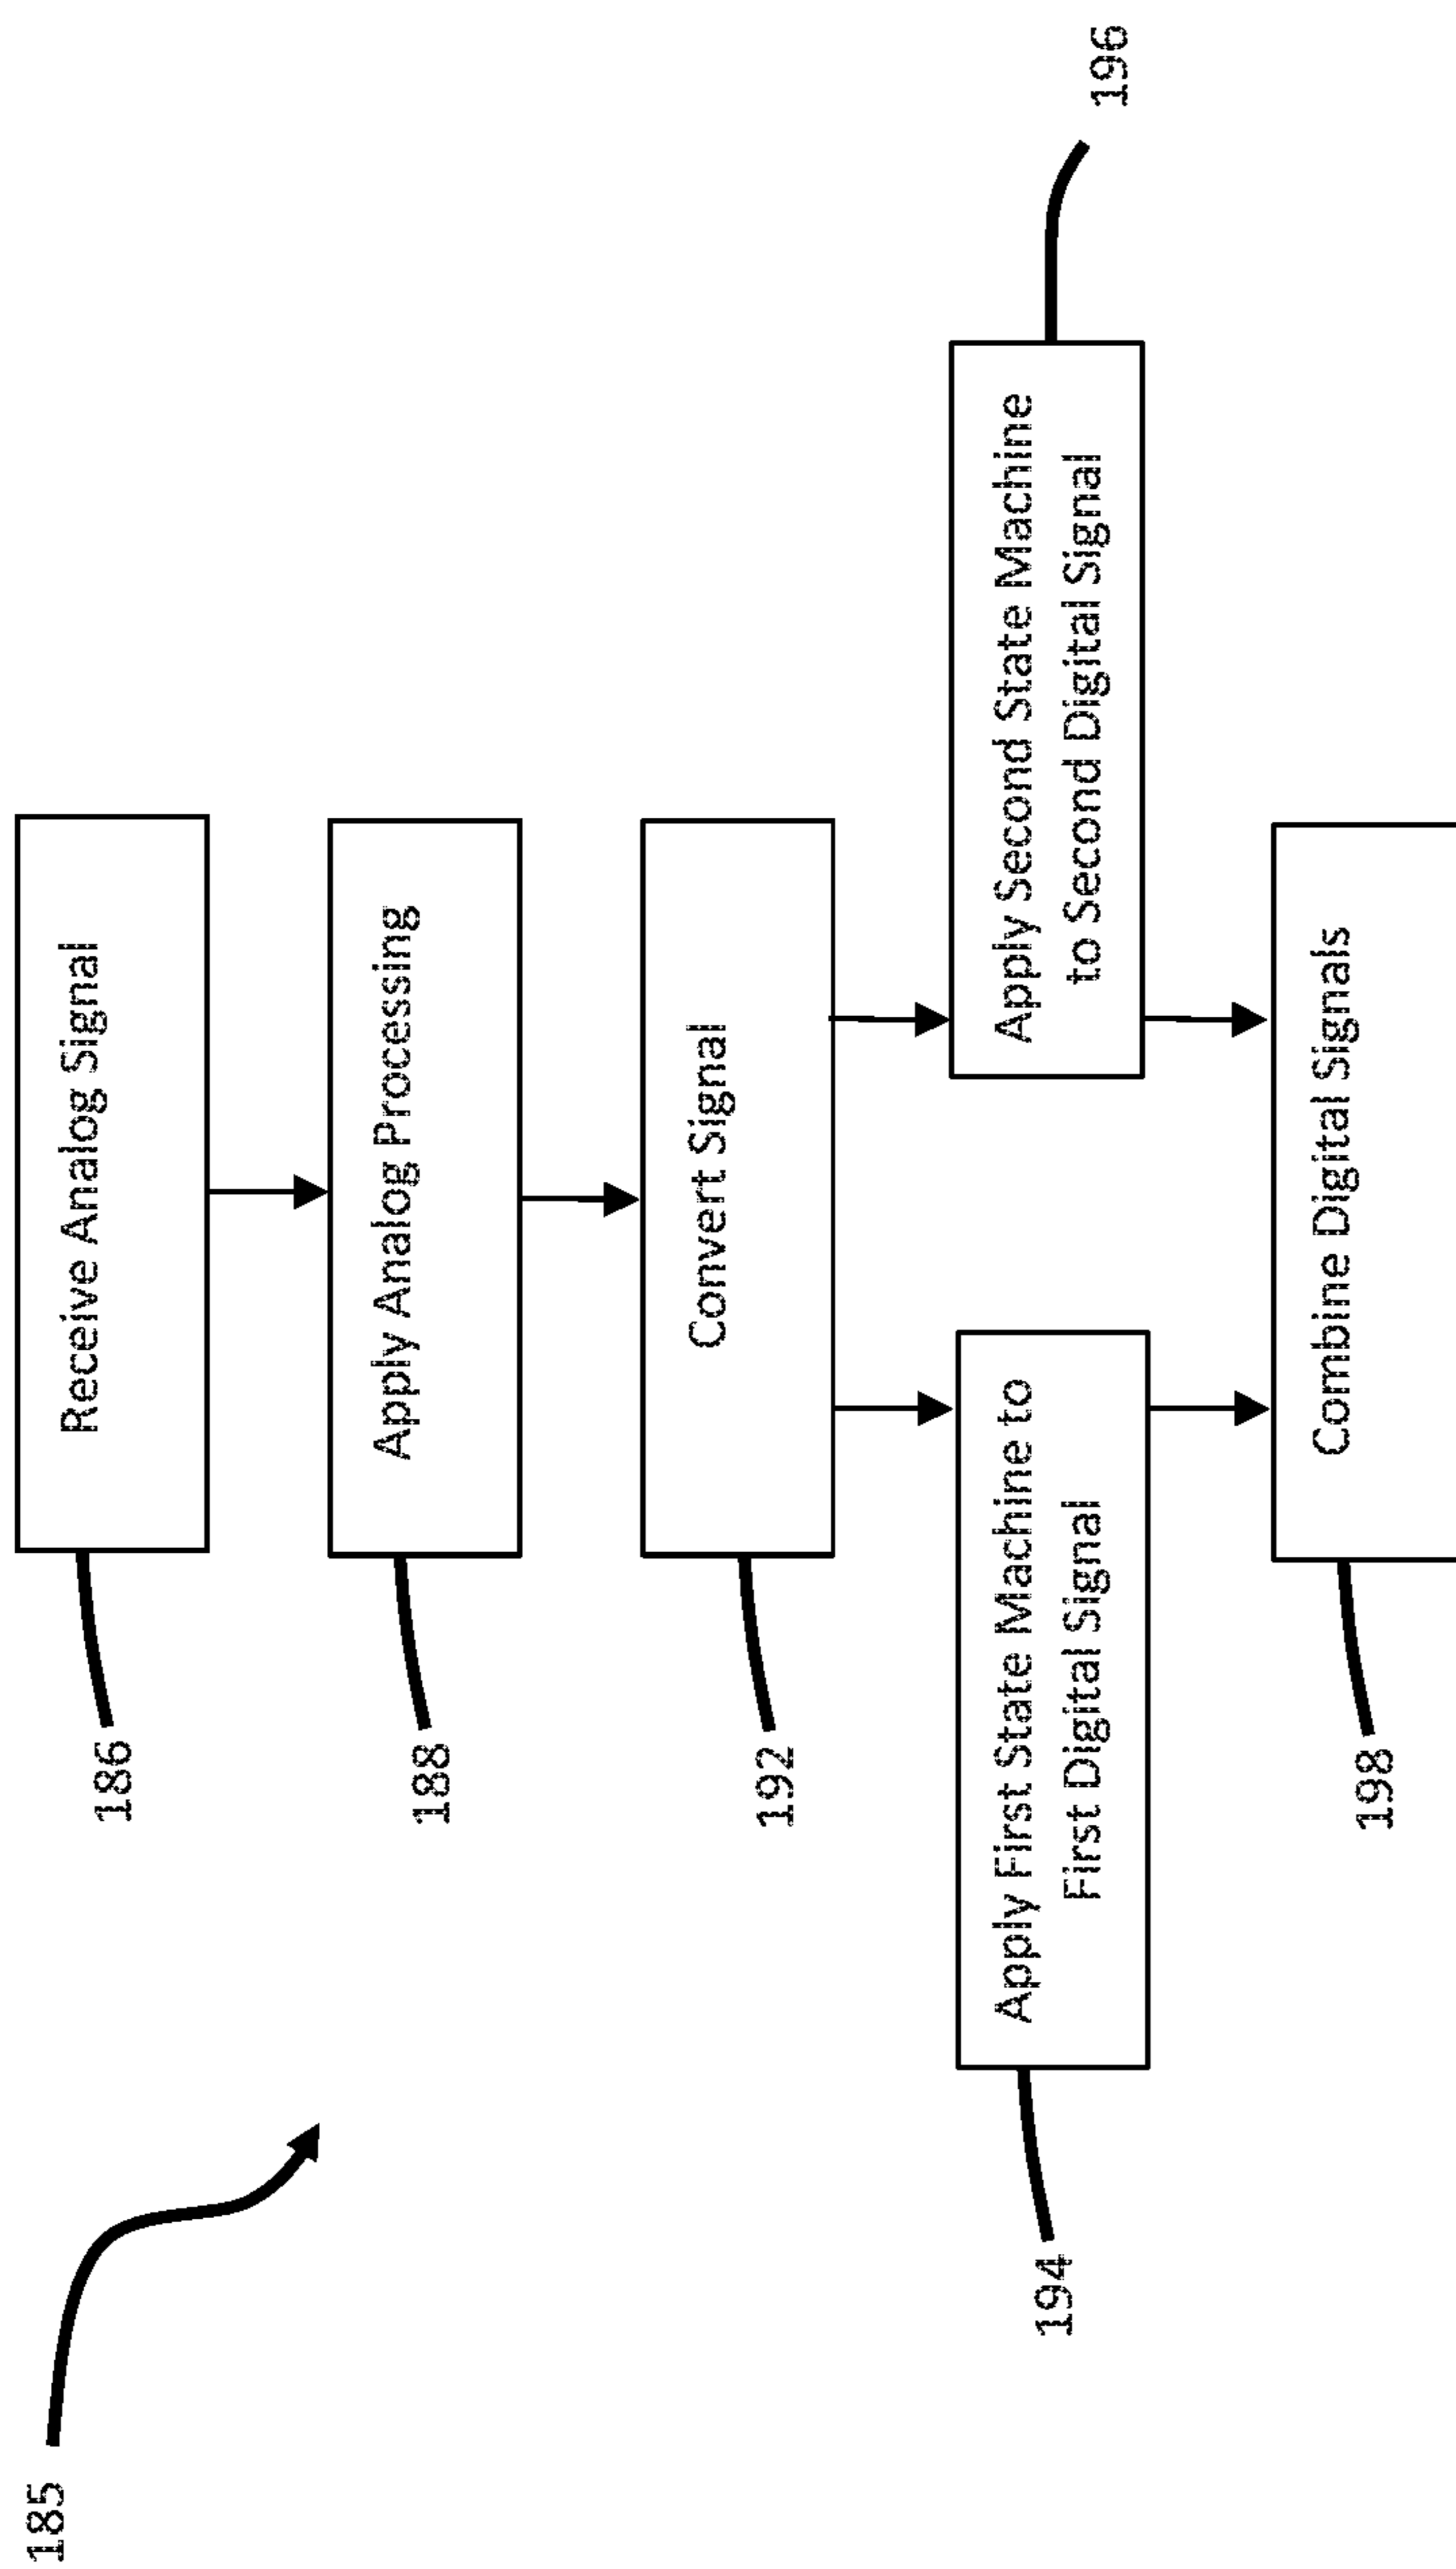 185
186
Receive Analog Signal
188
Apply Analog Processing
192
Convert Signal
194
Apply First State Machine to
First Digital Signal
Apply Second State Machine
to Second Digital Signal
196
198
Combine Digital Signals